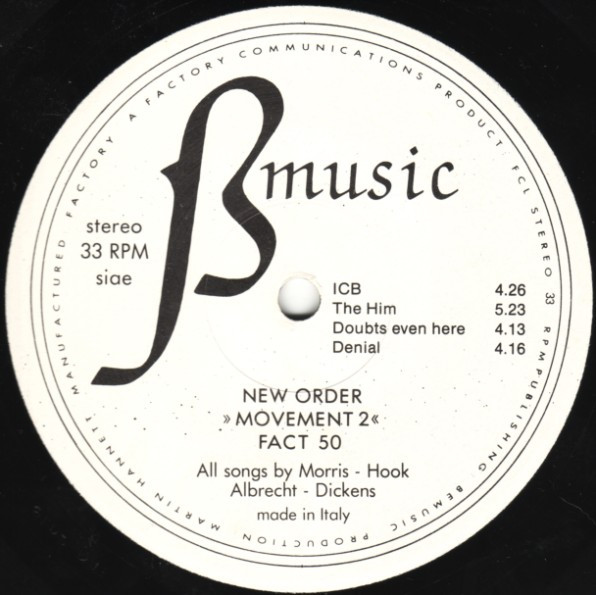 A FACTORY COMMUNICATIONS PRODUCT. FCL STEREO 33 RPM PUBLISHING: BEMUSIC PRODUCTION MARTIN HANNETT MANUFACTURED: FACTORY
Bmusic
stereo
33 RPM
siae
ICB 4.26
The Him 5.23
Doubts even here 4.13
Denial 4.16
NEW ORDER
»MOVEMENT 2«
FACT 50
All songs by Morris - Hook
Albrecht - Dickens
made in Italy